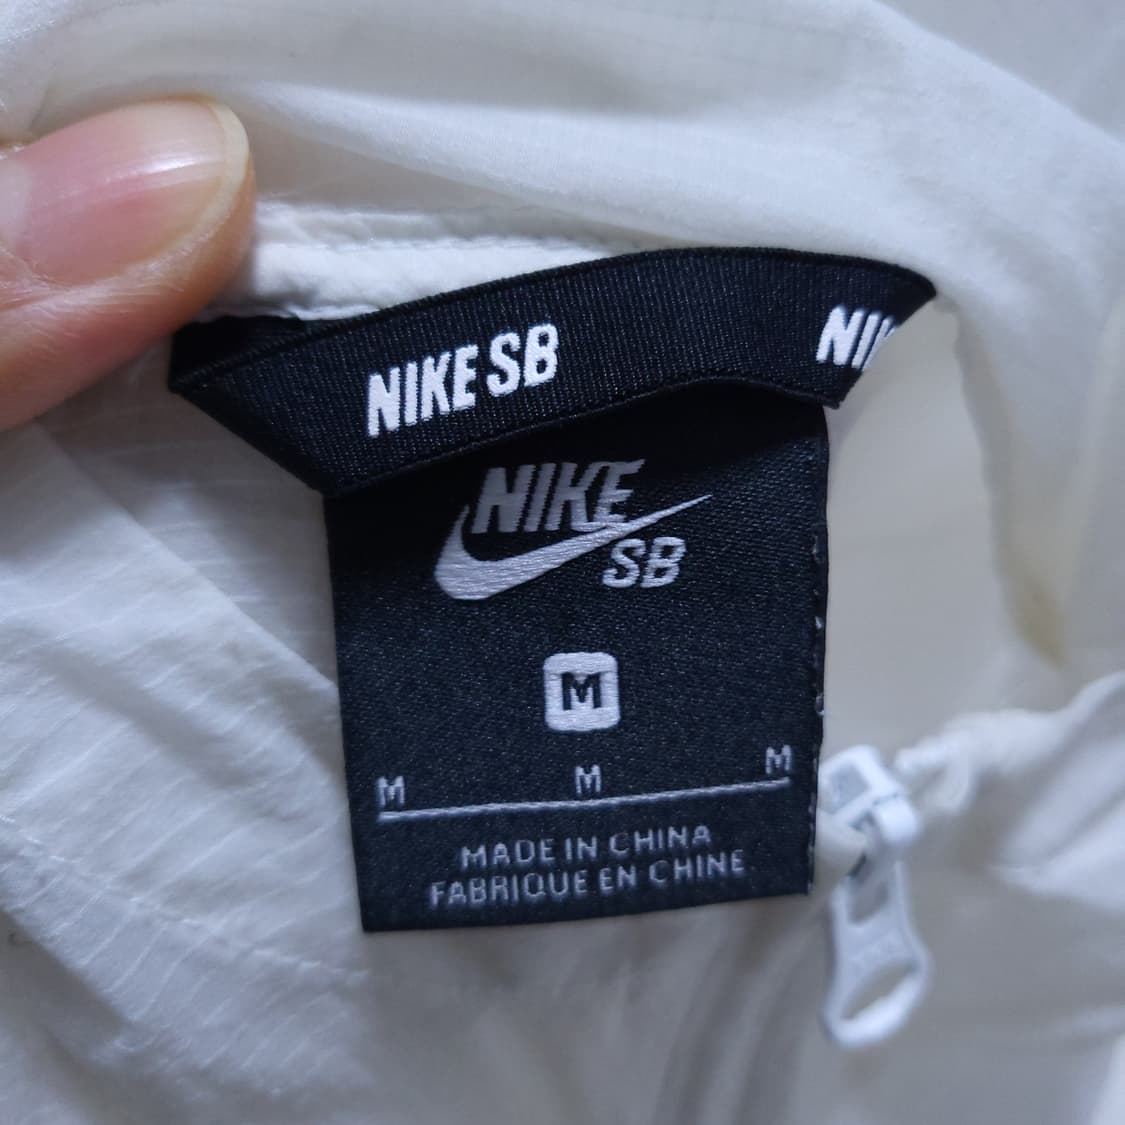 NIKE SB NIK
NIKE
SB
M
M M M
MADE IN CHINA
FABRIQUE EN CHINE